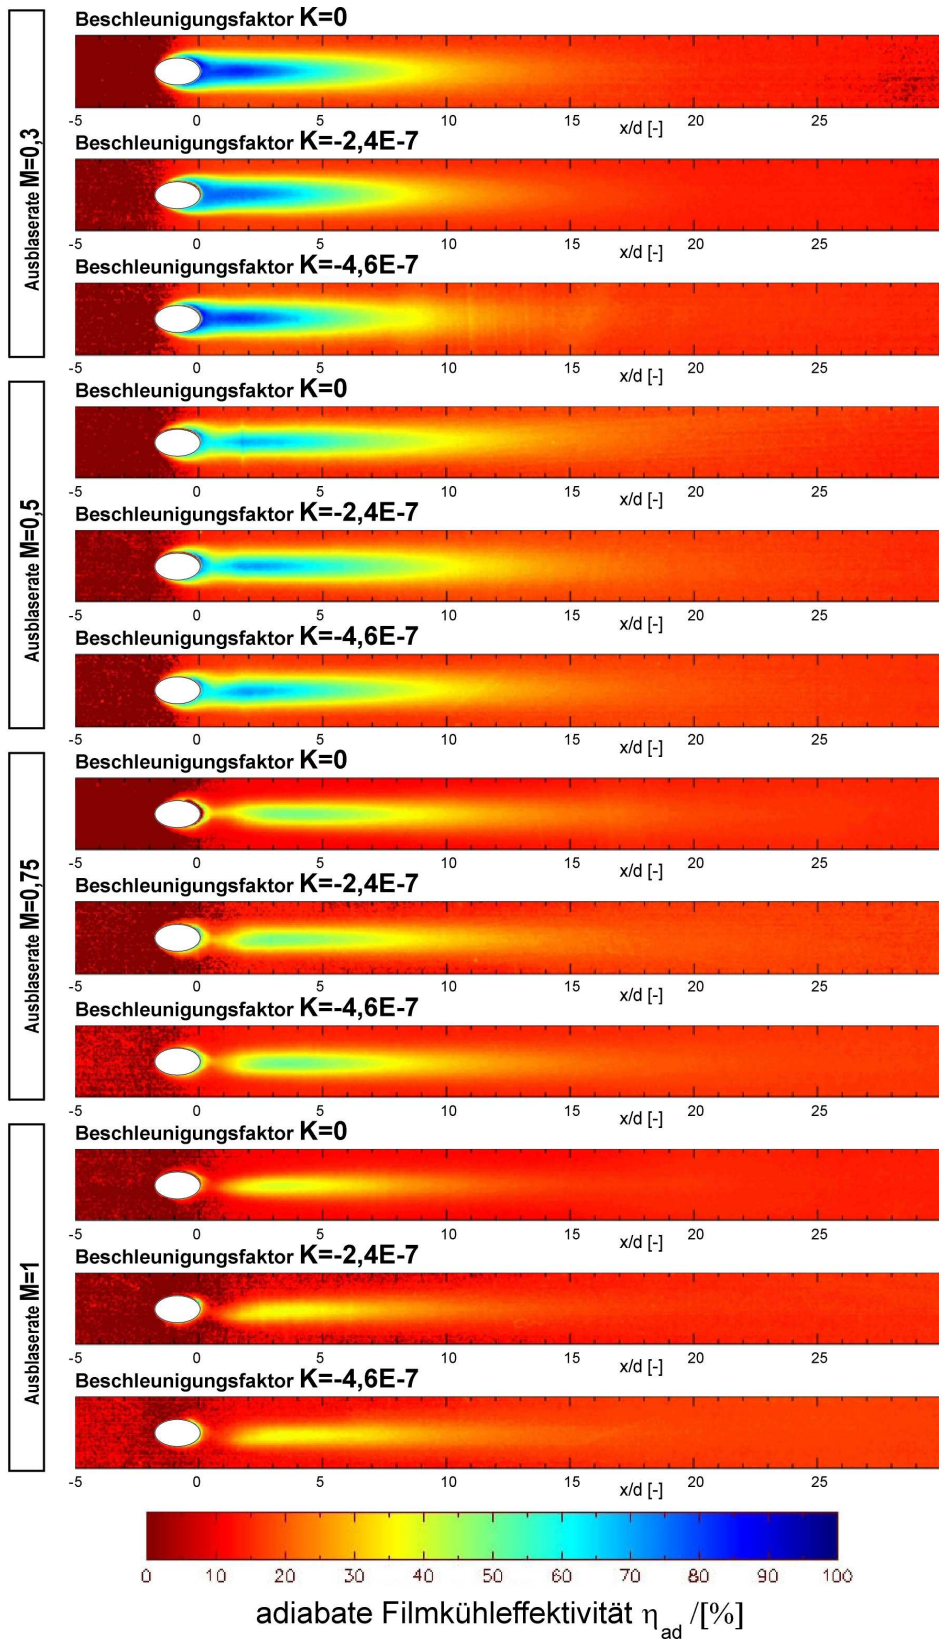 Ausblaserate M=0,3
Beschleunigungsfaktor K=0
-5 0 5 10 15 20 25
x/d [-]
Beschleunigungsfaktor K=-2,4E-7
-5 0 5 10 15 20 25
x/d [-]
Beschleunigungsfaktor K=-4,6E-7
-5 0 5 10 15 20 25
x/d [-]
Ausblaserate M=0,5
Beschleunigungsfaktor K=0
-5 0 5 10 15 20 25
x/d [-]
Beschleunigungsfaktor K=-2,4E-7
-5 0 5 10 15 20 25
x/d [-]
Beschleunigungsfaktor K=-4,6E-7
-5 0 5 10 15 20 25
x/d [-]
Ausblaserate M=0,75
Beschleunigungsfaktor K=0
-5 0 5 10 15 20 25
x/d [-]
Beschleunigungsfaktor K=-2,4E-7
-5 0 5 10 15 20 25
x/d [-]
Beschleunigungsfaktor K=-4,6E-7
-5 0 5 10 15 20 25
x/d [-]
Ausblaserate M=1
Beschleunigungsfaktor K=0
-5 0 5 10 15 20 25
x/d [-]
Beschleunigungsfaktor K=-2,4E-7
-5 0 5 10 15 20 25
x/d [-]
Beschleunigungsfaktor K=-4,6E-7
-5 0 5 10 15 20 25
x/d [-]
0 10 20 30 40 50 60 70 80 90 100
adiabate Filmkühleffektivität η_ad /[%]